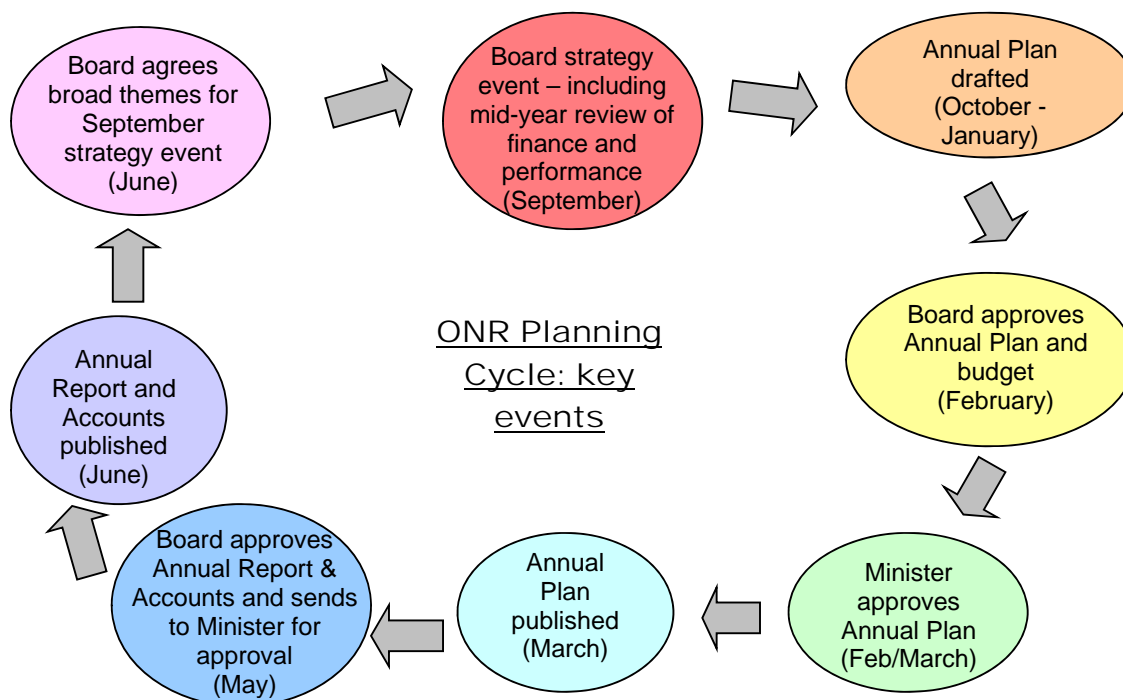 Board agrees
broad themes for
September
strategy event
(June)
Board strategy
event – including
mid-year review of
finance and
performance
(September)
Annual Plan
drafted
(October -
January)
Board approves
Annual Plan and
budget
(February)
Minister
approves
Annual Plan
(Feb/March)
Annual
Plan
published
(March)
Board approves
Annual Report &
Accounts and sends
to Minister for
approval
(May)
Annual
Report and
Accounts
published
(June)
ONR Planning
Cycle: key
events